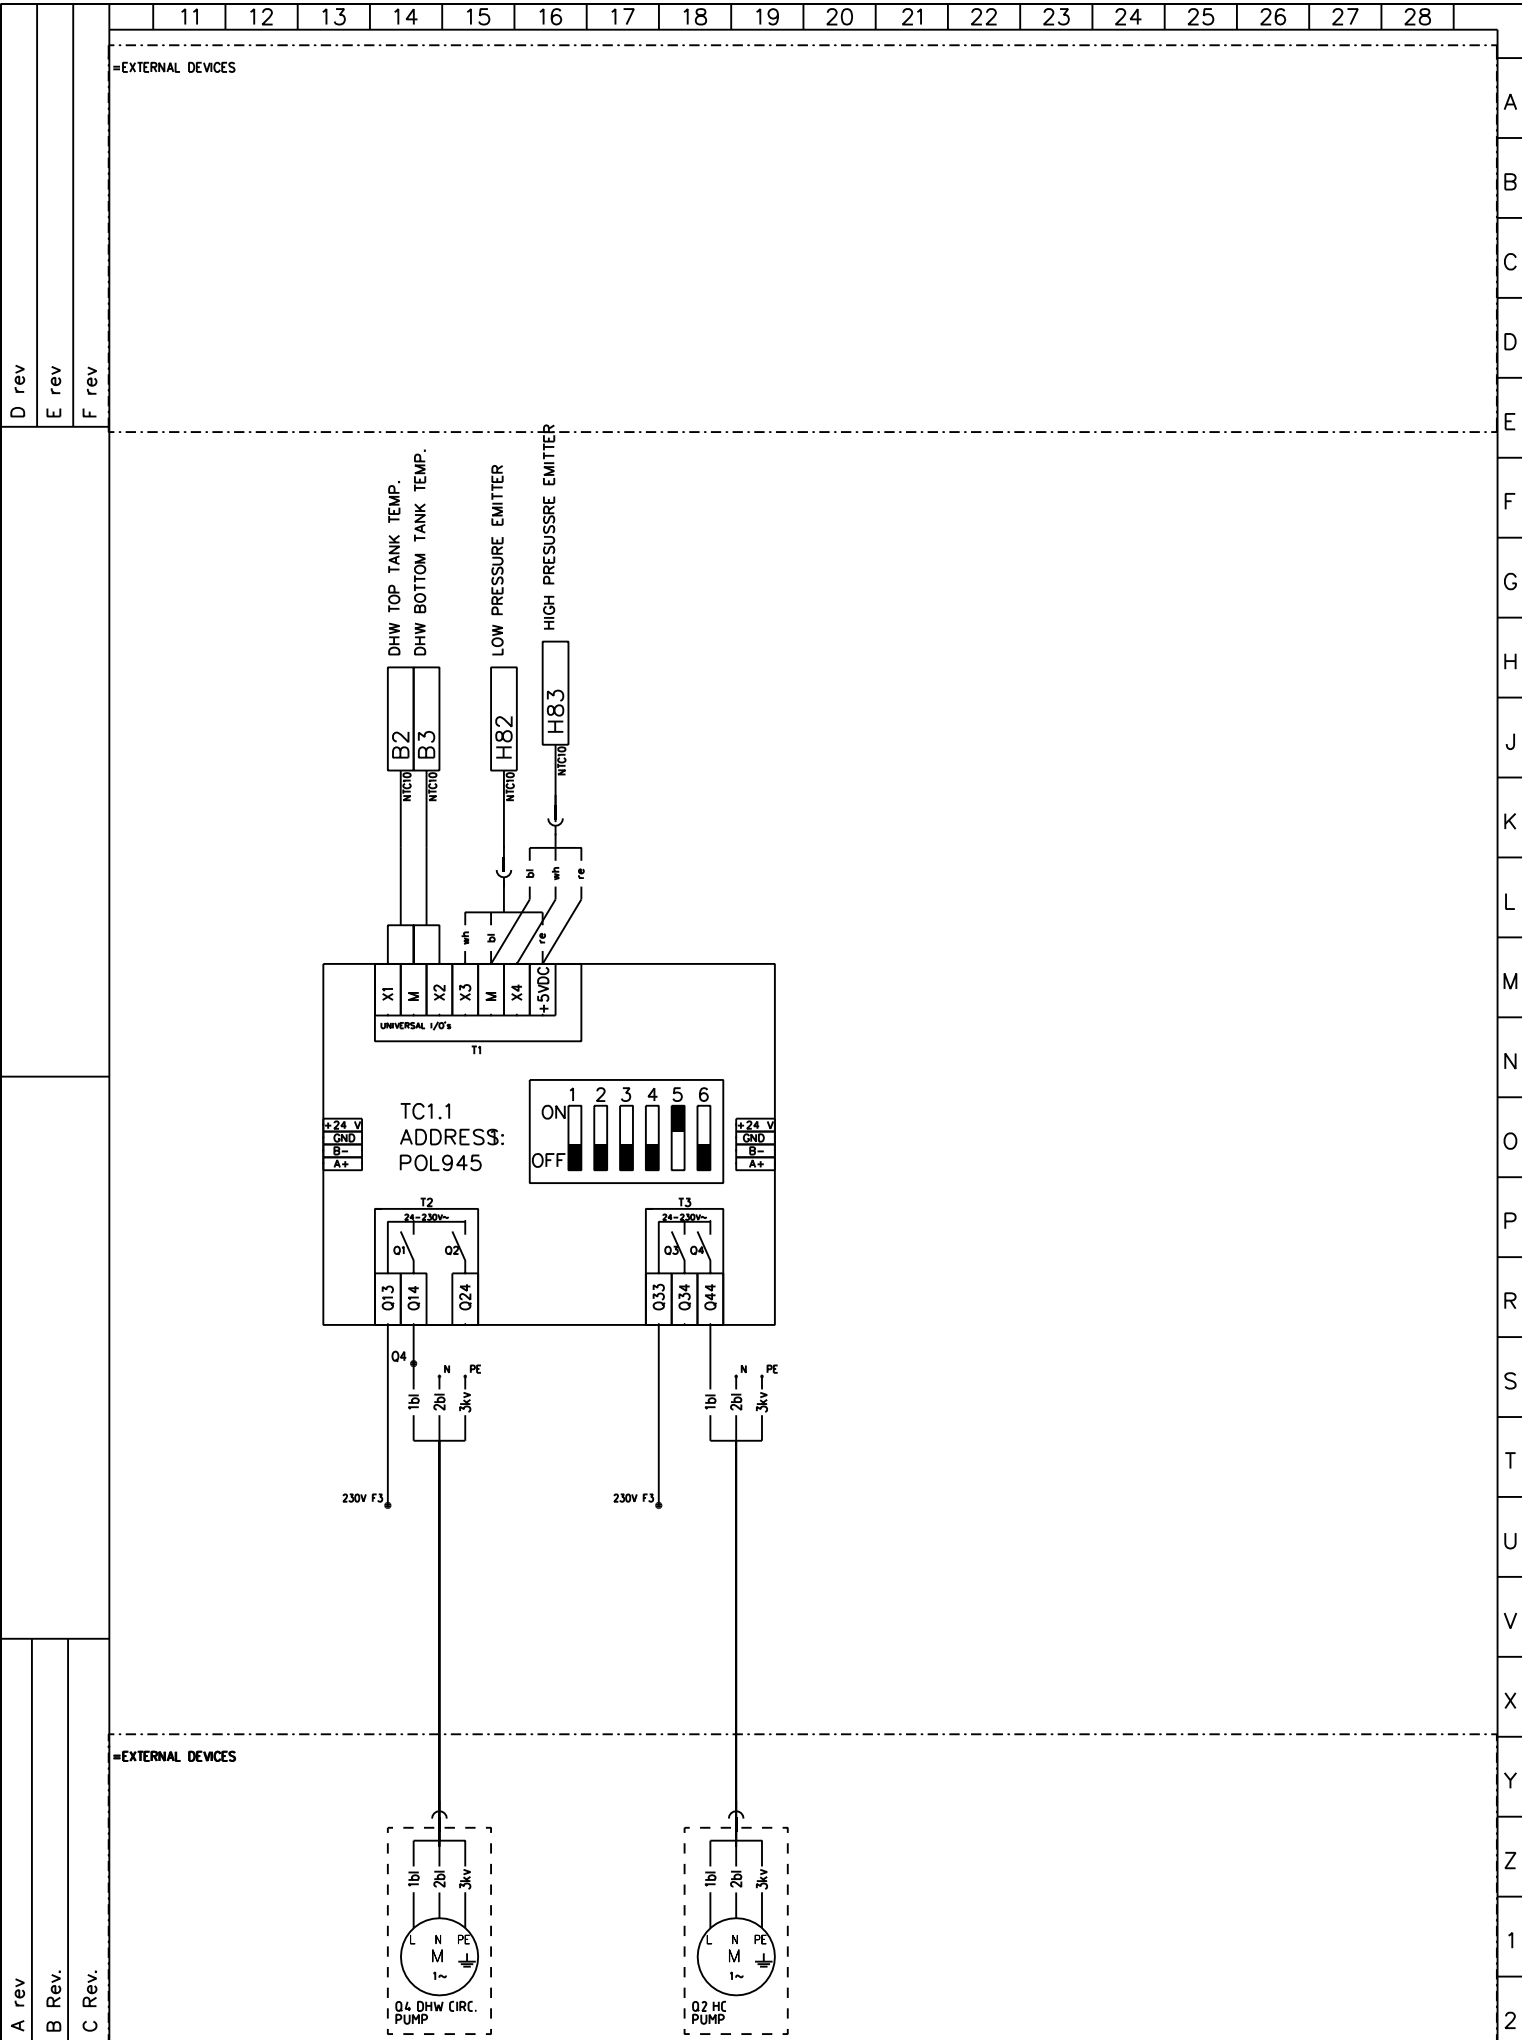 11 12 13 14 15 16 17 18 19 20 21 22 23 24 25 26 27 28
=EXTERNAL DEVICES
A
B
C
D
E
F
G
H
J
K
L
M
N
O
P
R
S
T
U
V
X
Y
Z
1
2
D rev
E rev
F rev
A rev
B Rev.
C Rev.
DHW TOP TANK TEMP.
DHW BOTTOM TANK TEMP.
LOW PRESSURE EMITTER
HIGH PRESUSSRE EMITTER
B2
B3
H82
H83
NTC10
NTC10
NTC10
NTC10
bl
wh
re
wh
bl
re
X1
M
X2
X3
M
X4
+5VDC
UNIVERSAL I/O's
T1
TC1.1
ADDRESS:
POL945
1 2 3 4 5 6
ON
OFF
+24 V
GND
B-
A+
+24 V
GND
B-
A+
T2
24-230V~
Q1
Q2
Q13
Q14
Q24
T3
24-230V~
Q3
Q4
Q33
Q34
Q44
Q4
N
PE
1bl
2bl
3kv
230V F3
N
PE
1bl
2bl
3kv
230V F3
=EXTERNAL DEVICES
1bl
2bl
3kv
L N PE
M
1~
Q4 DHW CIRC.
PUMP
1bl
2bl
3kv
L N PE
M
1~
Q2 HC
PUMP